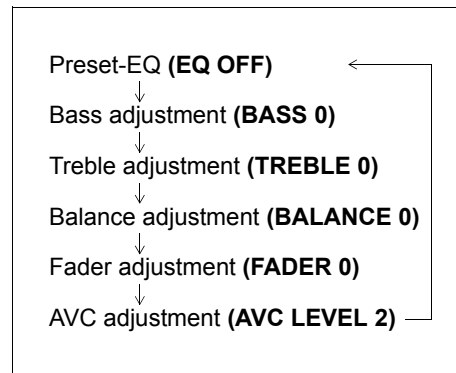 Preset-EQ (EQ OFF)
Bass adjustment (BASS 0)
Treble adjustment (TREBLE 0)
Balance adjustment (BALANCE 0)
Fader adjustment (FADER 0)
AVC adjustment (AVC LEVEL 2)